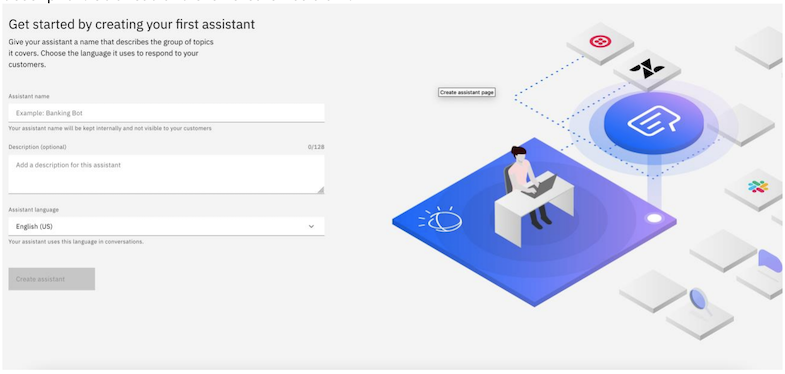 Get started by creating your first assistant
Give your assistant a name that describes the group of topics
it covers. Choose the language it uses to respond to your
customers.
Assistant name
Example: Banking Bot
Your assistant name will be kept internally and not visible to your customers
Description (optional) 0/128
Add a description for this assistant
Assistant language
English (US)
Your assistant uses this language in conversations.
Create assistant
Create assistant page